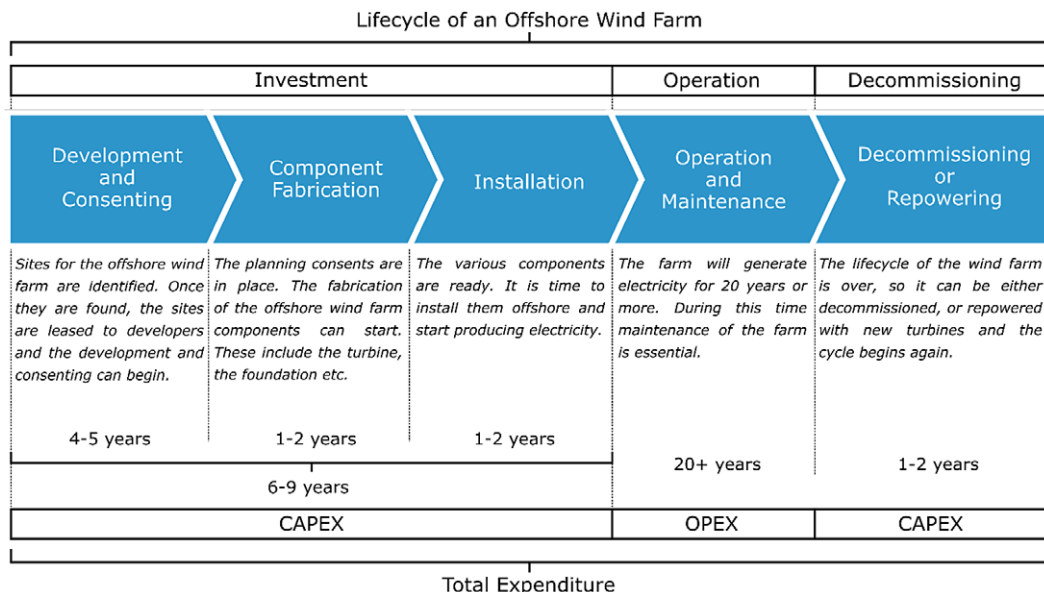 Lifecycle of an Offshore Wind Farm
Investment
Operation
Decommissioning
Development
and
Consenting
Component
Fabrication
Installation
Operation
and
Maintenance
Decommissioning
or
Repowering
Sites for the offshore wind
farm are identified. Once
they are found, the sites
are leased to developers
and the development and
consenting can begin.
The planning consents are
in place. The fabrication
of the offshore wind farm
components can start.
These include the turbine,
the foundation etc.
The various components
are ready. It is time to
install them offshore and
start producing electricity.
The farm will generate
electricity for 20 years or
more. During this time
maintenance of the farm
is essential.
The lifecycle of the wind farm
is over, so it can be either
decommissioned, or repowered
with new turbines and the
cycle begins again.
4-5 years
1-2 years
1-2 years
20+ years
1-2 years
6-9 years
CAPEX
OPEX
CAPEX
Total Expenditure